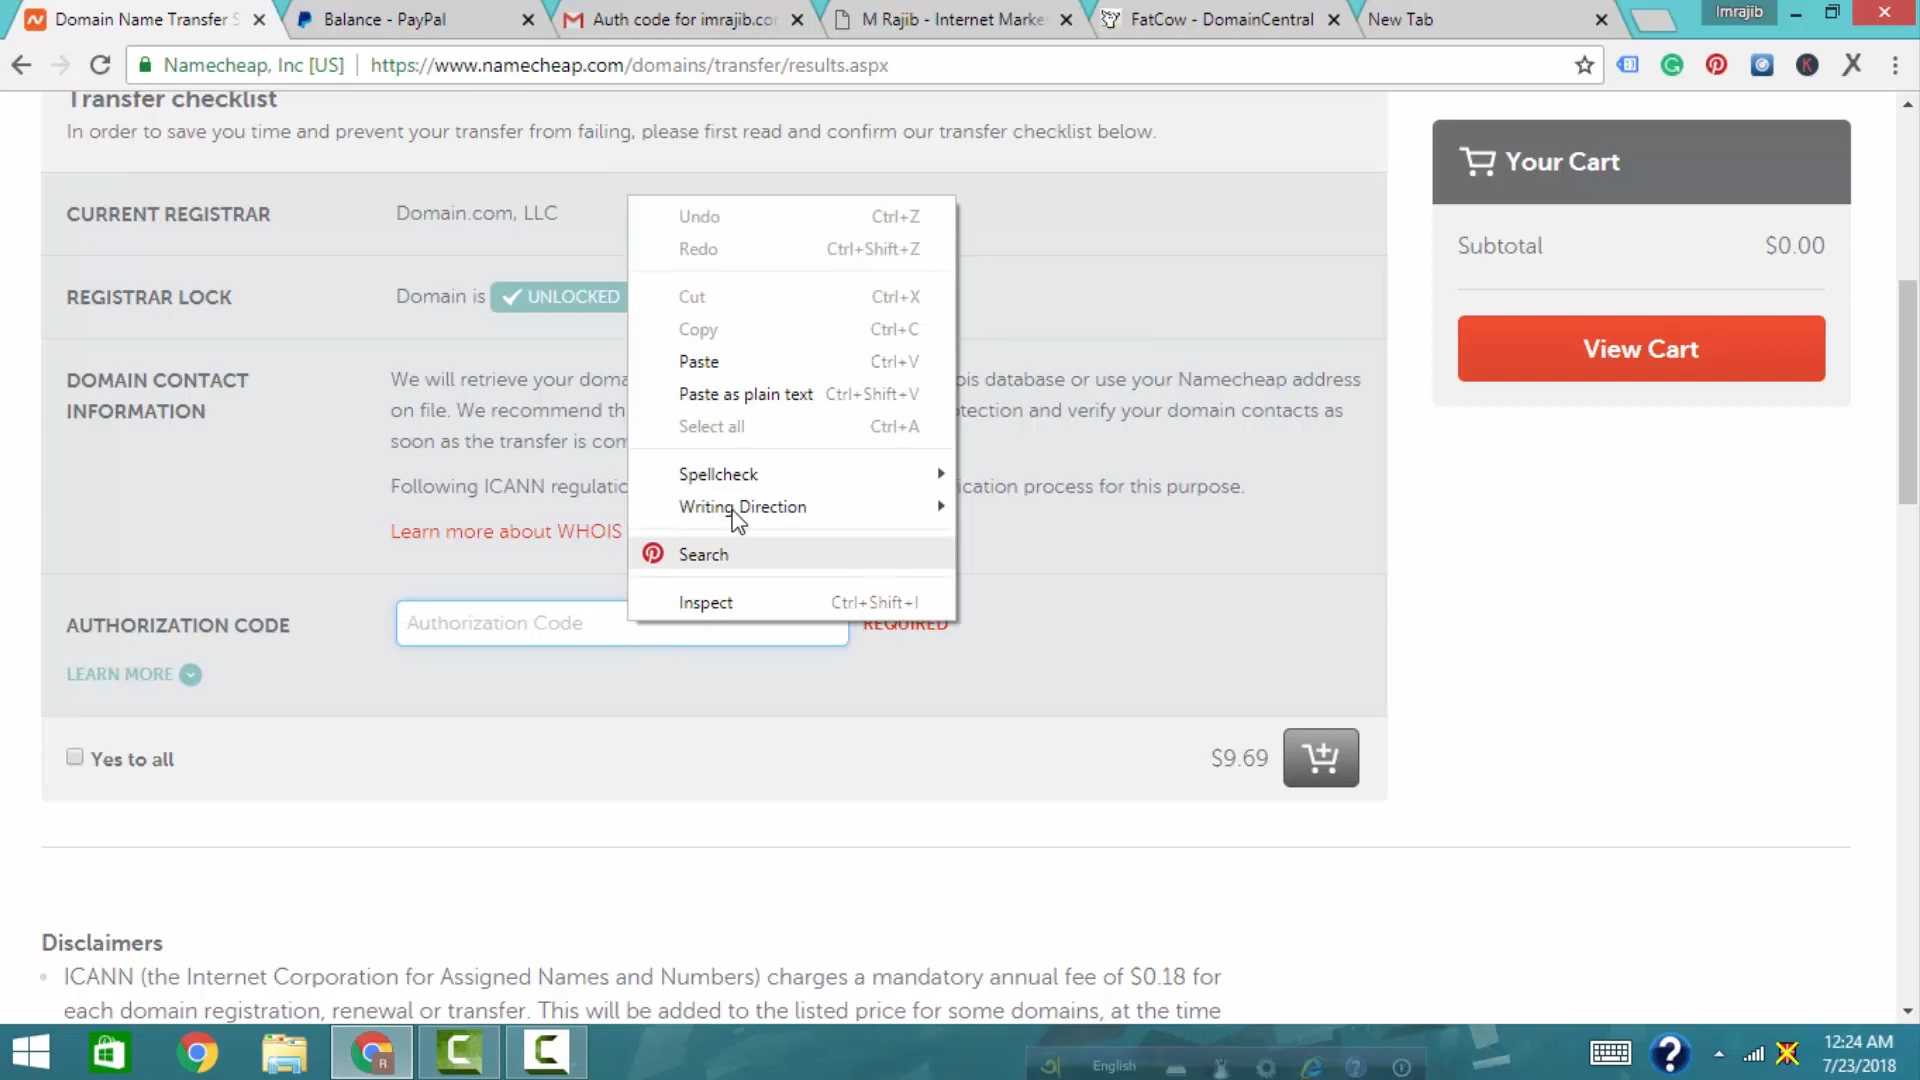 Domain Name Transfer S
Balance - PayPal
Auth code for imrajib.com
M Rajib - Internet Marke
FatCow - DomainCentral
New Tab
Imrajib
Namecheap, Inc [US]
https://www.namecheap.com/domains/transfer/results.aspx
Transfer checklist
In order to save you time and prevent your transfer from failing, please first read and confirm our transfer checklist below.
CURRENT REGISTRAR
Domain.com, LLC
REGISTRAR LOCK
Domain is UNLOCKED
DOMAIN CONTACT
INFORMATION
We will retrieve your doma
ois database or use your Namecheap address
on file. We recommend th
tection and verify your domain contacts as
soon as the transfer is com
Following ICANN regulatio
ication process for this purpose.
Learn more about WHOIS
AUTHORIZATION CODE
Authorization Code
REQUIRED
LEARN MORE
Yes to all
$9.69
Undo Ctrl+Z
Redo Ctrl+Shift+Z
Cut Ctrl+X
Copy Ctrl+C
Paste Ctrl+V
Paste as plain text Ctrl+Shift+V
Select all Ctrl+A
Spellcheck
Writing Direction
Search
Inspect Ctrl+Shift+I
Your Cart
Subtotal $0.00
View Cart
Disclaimers
ICANN (the Internet Corporation for Assigned Names and Numbers) charges a mandatory annual fee of $0.18 for
each domain registration, renewal or transfer. This will be added to the listed price for some domains, at the time
English
12:24 AM
7/23/2018